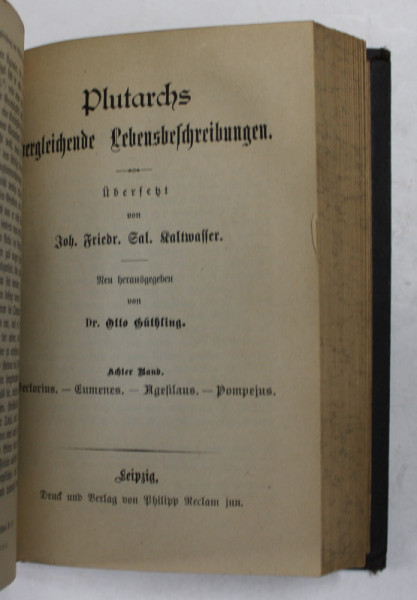 Plutarchs
vergleichende Lebensbeschreibungen.
Übersetzt
von
Joh. Friedr. Sal. Kaltwasser.
Neu herausgegeben
von
Dr. Otto Güthling.
Achter Band.
Sertorius. — Eumenes. — Agesilaus. — Pompejus.
Leipzig,
Druck und Verlag von Philipp Reclam jun.